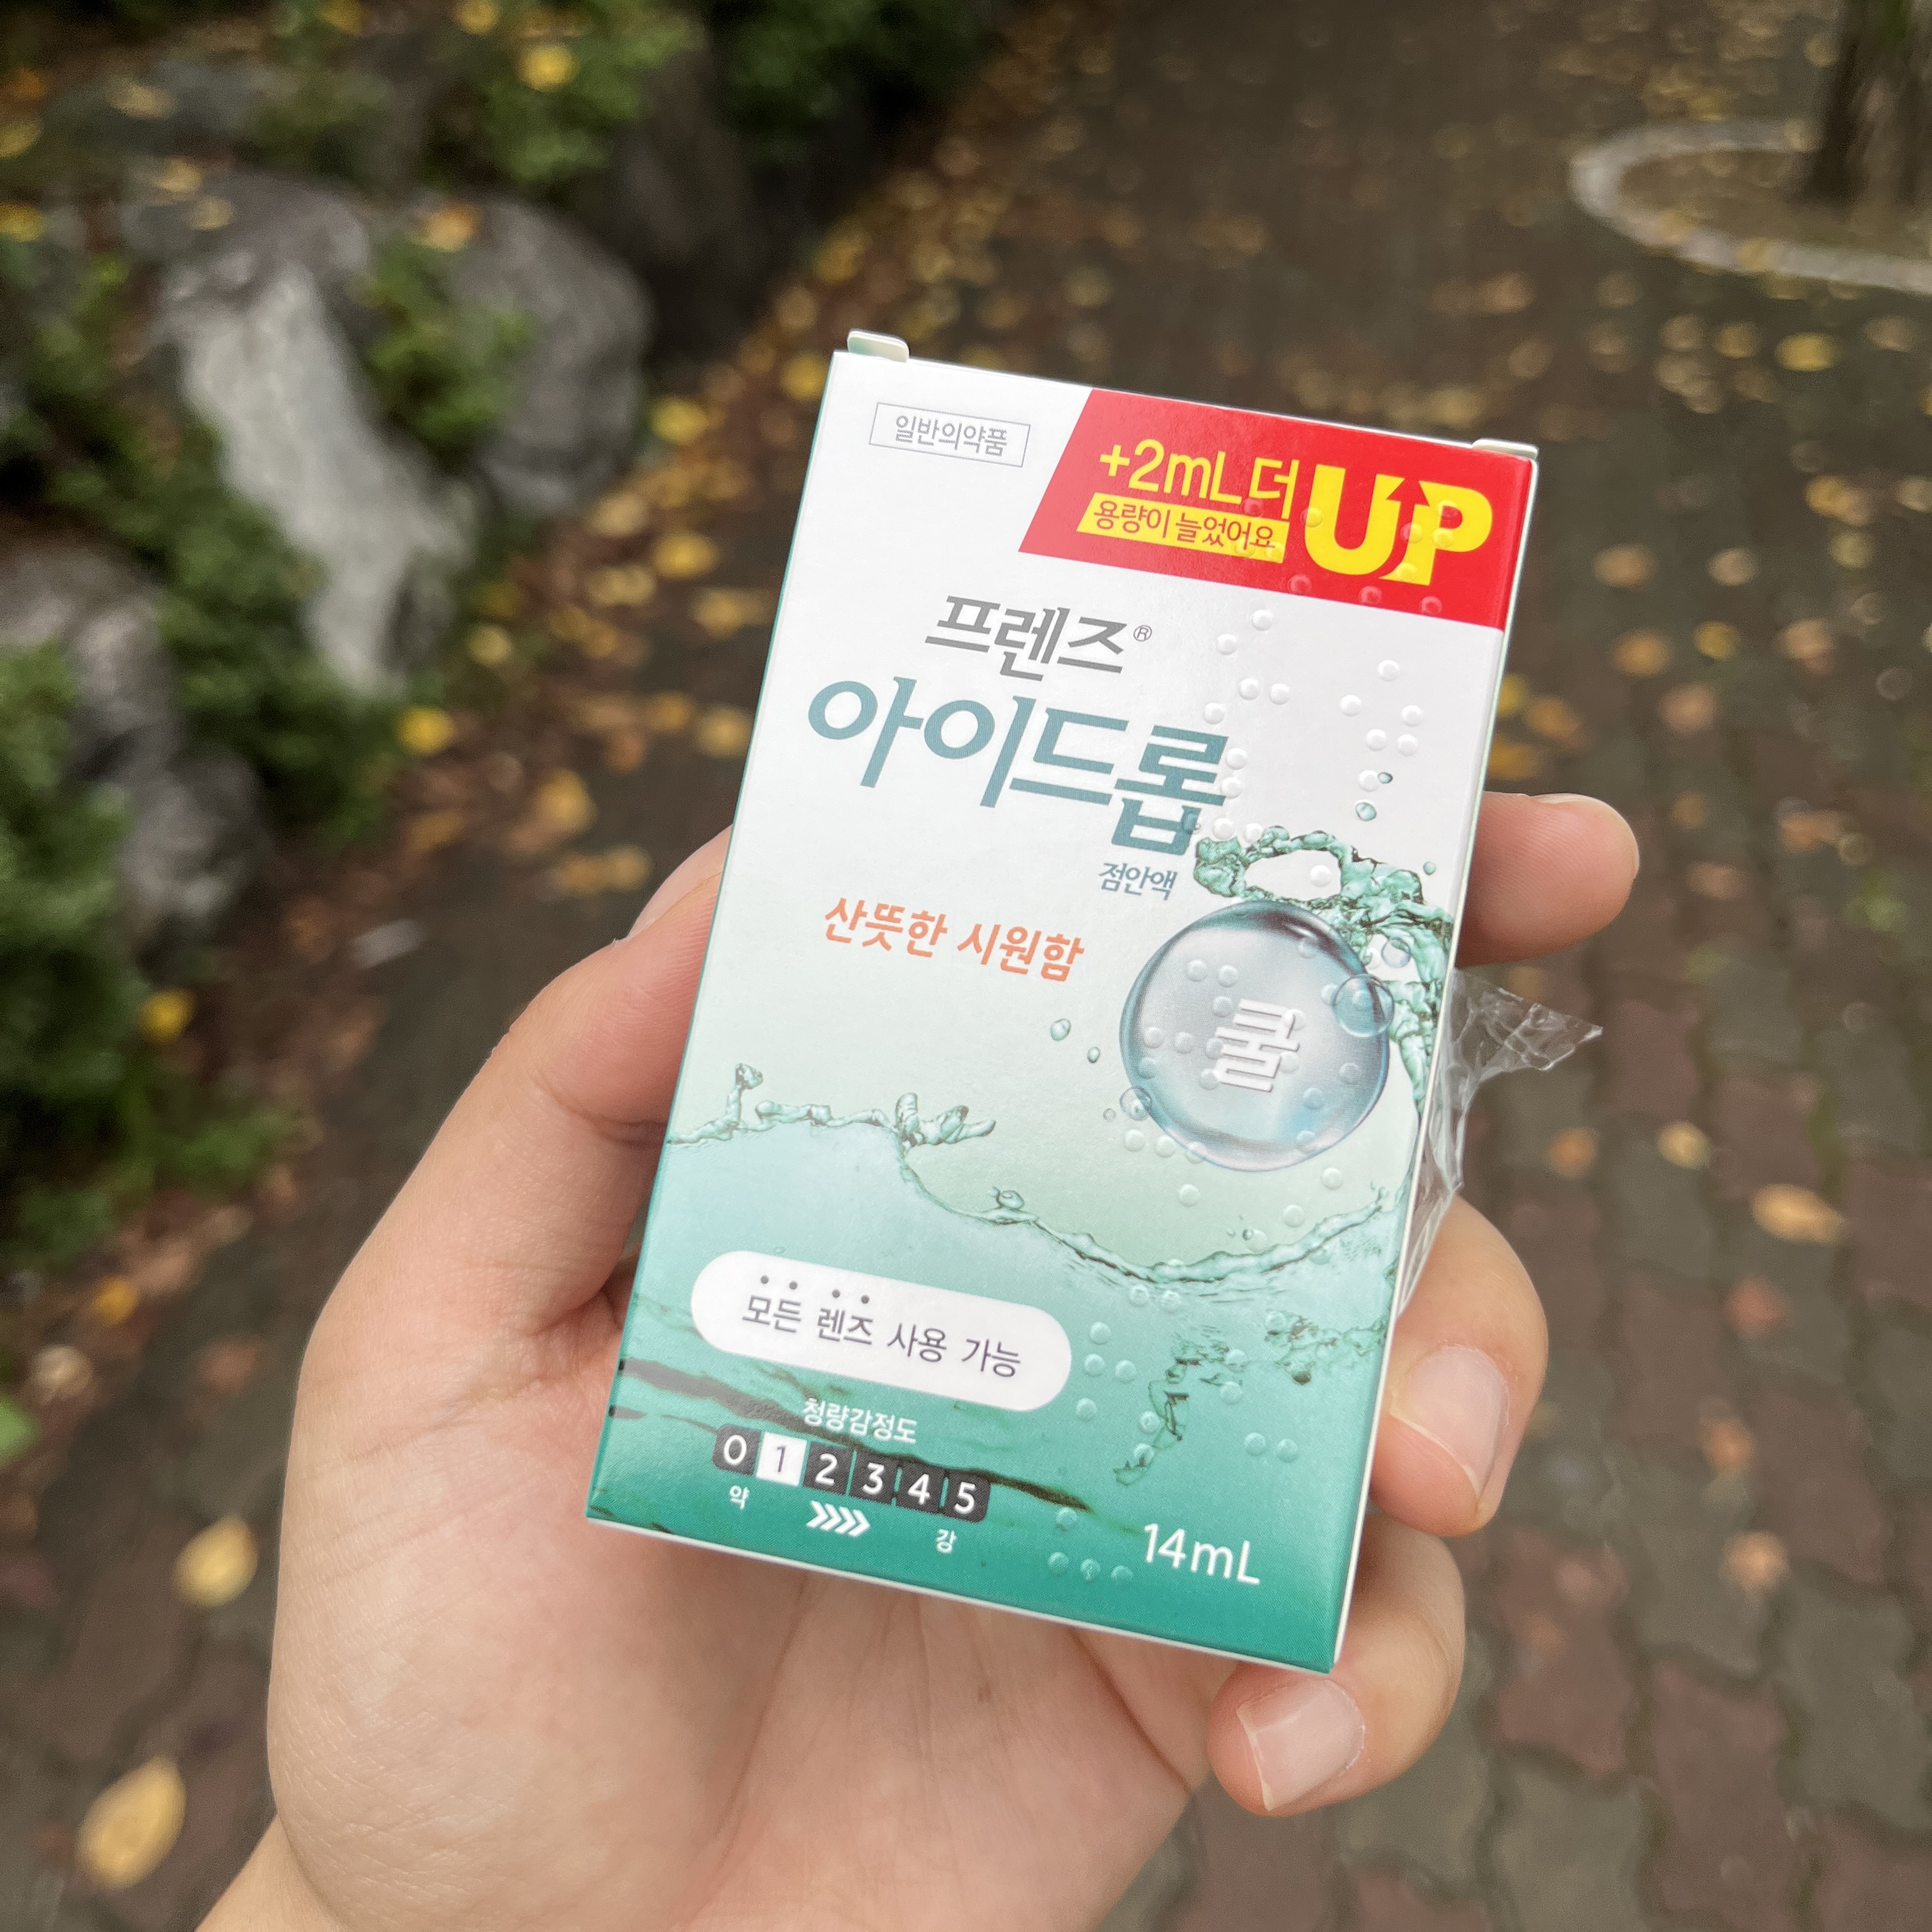 일반의약품
+2mL 더 UP
용량이 늘었어요
프렌즈®
아이드롭
점안액
산뜻한 시원함
쿨
모든 렌즈 사용 가능
청량감정도
0 1 2 3 4 5
약 강
14mL